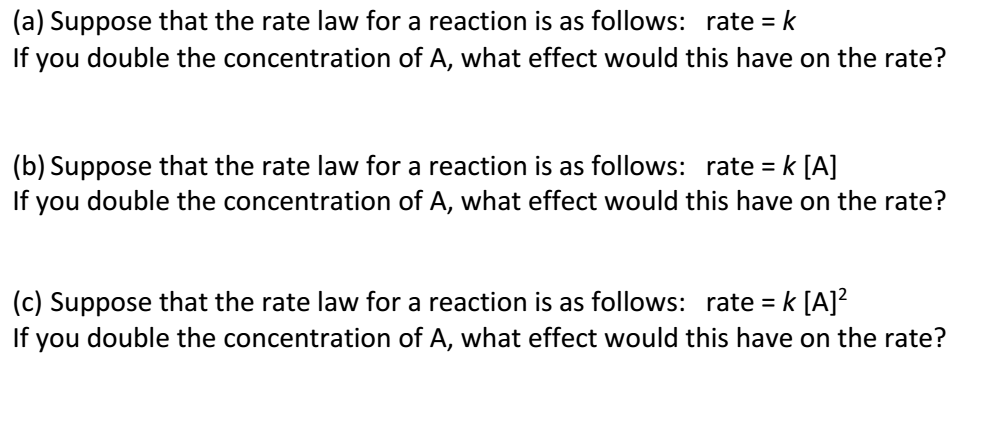 (a) Suppose that the rate law for a reaction is as follows: rate = k
If you double the concentration of A, what effect would this have on the rate?
(b) Suppose that the rate law for a reaction is as follows: rate = k [A]
If you double the concentration of A, what effect would this have on the rate?
(c) Suppose that the rate law for a reaction is as follows: rate = k [A]²
If you double the concentration of A, what effect would this have on the rate?